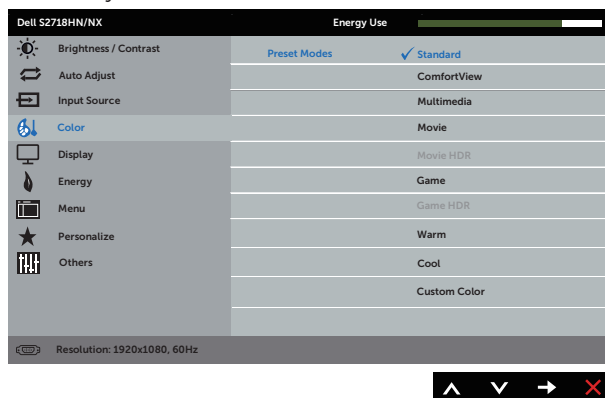 Dell S2718HN/NX
Energy Use
Brightness / Contrast
Auto Adjust
Input Source
Color
Display
Energy
Menu
Personalize
Others
Preset Modes
Standard
ComfortView
Multimedia
Movie
Movie HDR
Game
Game HDR
Warm
Cool
Custom Color
Resolution: 1920x1080, 60Hz